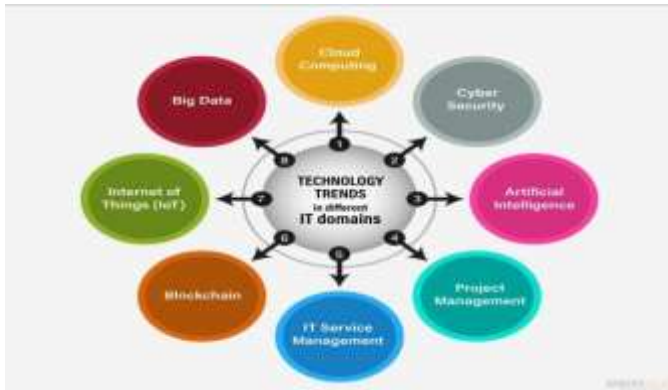 TECHNOLOGY
TRENDS
in different
IT domains
1
Cloud
Computing
2
Cyber
Security
3
Artificial
Intelligence
4
Project
Management
5
IT Service
Management
6
Blockchain
7
Internet of
Things (IoT)
8
Big Data